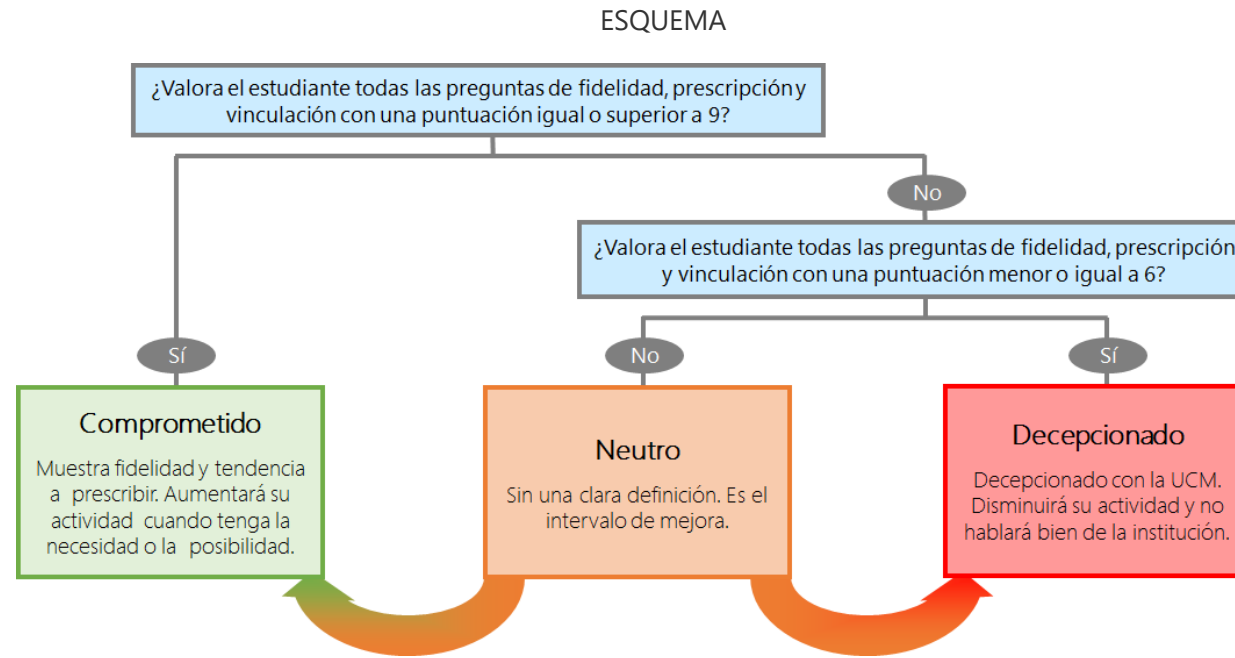 ESQUEMA
¿Valora el estudiante todas las preguntas de fidelidad, prescripción y
vinculación con una puntuación igual o superior a 9?
No
¿Valora el estudiante todas las preguntas de fidelidad, prescripción
y vinculación con una puntuación menor o igual a 6?
Sí
No
Sí
Comprometido
Muestra fidelidad y tendencia
a prescribir. Aumentará su
actividad cuando tenga la
necesidad o la posibilidad.
Neutro
Sin una clara definición. Es el
intervalo de mejora.
Decepcionado
Decepcionado con la UCM.
Disminuirá su actividad y no
hablará bien de la institución.